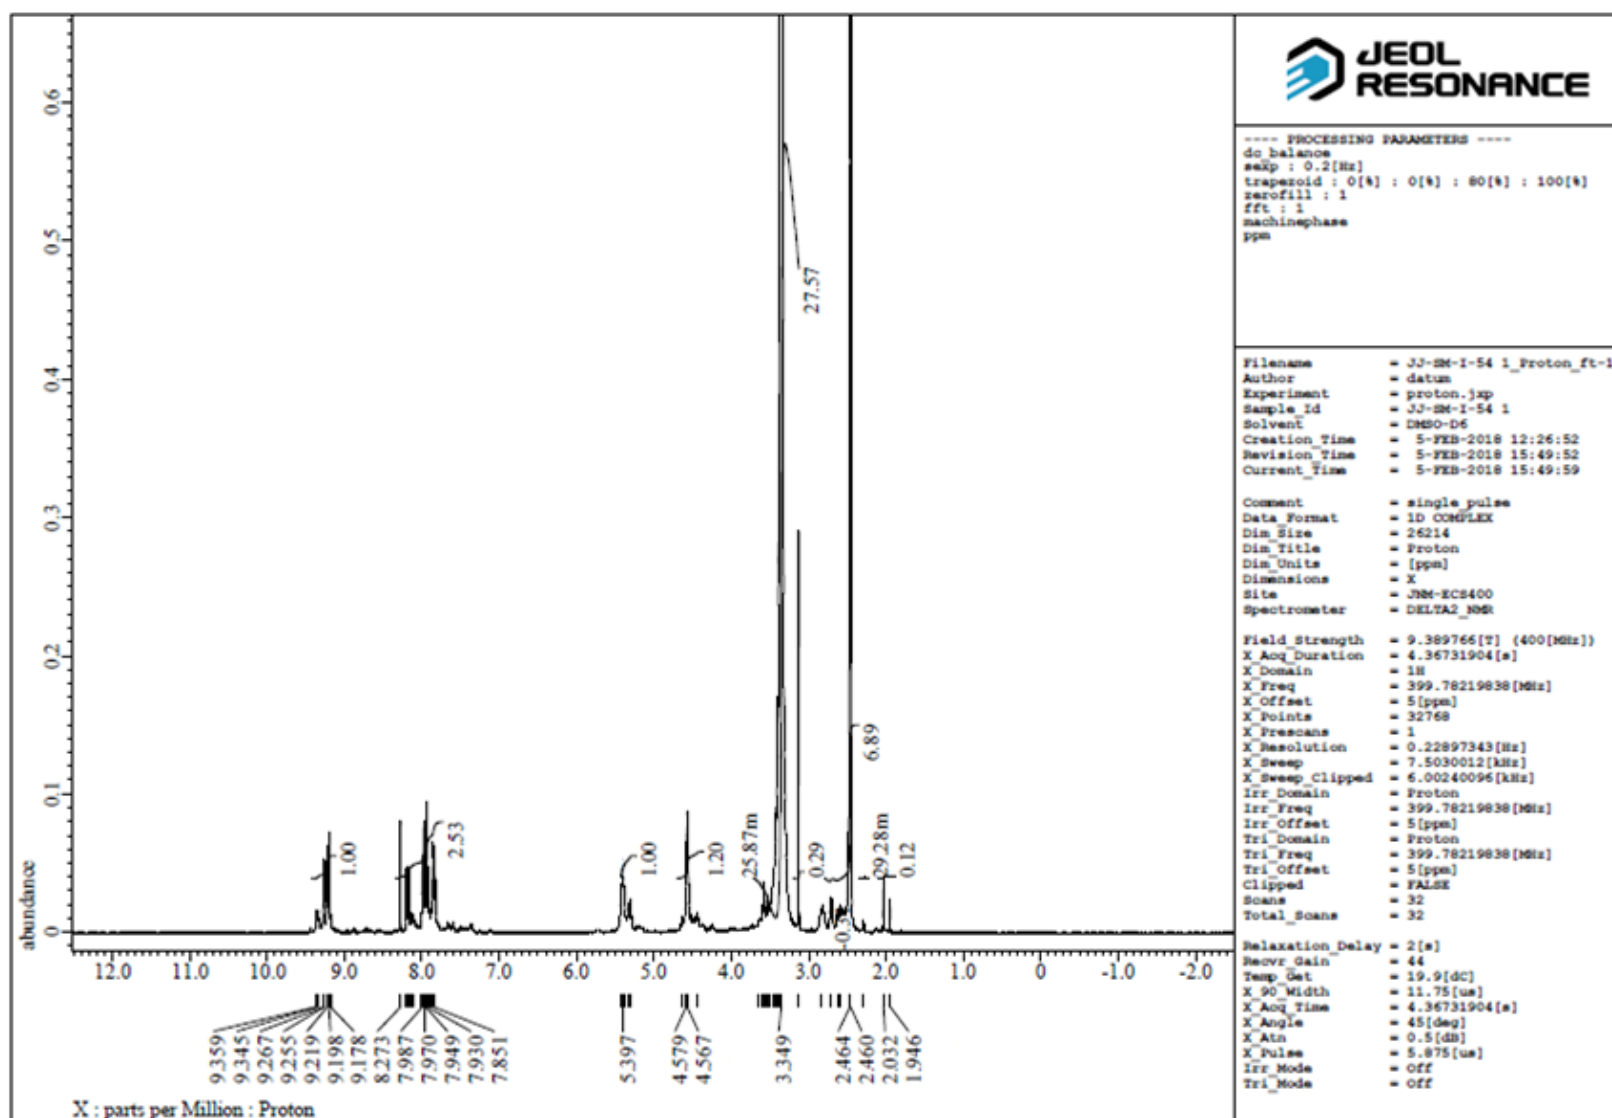 JEOL
RESONANCE
---- PROCESSING PARAMETERS ----
dc_balance
sexp : 0.2[Hz]
trapezoid : 0[%] : 0[%] : 80[%] : 100[%]
zerofill : 1
fft : 1
machinephase
ppm
Filename = JJ-SM-I-54 1_Proton_ft-1
Author = datum
Experiment = proton.jxp
Sample_Id = JJ-SM-I-54 1
Solvent = DMSO-D6
Creation_Time = 5-FEB-2018 12:26:52
Revision_Time = 5-FEB-2018 15:49:52
Current_Time = 5-FEB-2018 15:49:59
Comment = single_pulse
Data_Format = 1D COMPLEX
Dim_Size = 26214
Dim_Title = Proton
Dim_Units = [ppm]
Dimensions = X
Site = JNM-ECS400
Spectrometer = DELTA2_NMR
Field_Strength = 9.389766[T] (400[MHz])
X_Acq_Duration = 4.36731904[s]
X_Domain = 1H
X_Freq = 399.78219838[MHz]
X_Offset = 5[ppm]
X_Points = 32768
X_Prescans = 1
X_Resolution = 0.22897343[Hz]
X_Sweep = 7.5030012[kHz]
X_Sweep_Clipped = 6.00240096[kHz]
Irr_Domain = Proton
Irr_Freq = 399.78219838[MHz]
Irr_Offset = 5[ppm]
Tri_Domain = Proton
Tri_Freq = 399.78219838[MHz]
Tri_Offset = 5[ppm]
Clipped = FALSE
Scans = 32
Total_Scans = 32
Relaxation_Delay = 2[s]
Recvr_Gain = 44
Temp_Get = 19.9[dC]
X_90_Width = 11.75[us]
X_Acq_Time = 4.36731904[s]
X_Angle = 45[deg]
X_Atn = 0.5[dB]
X_Pulse = 5.875[us]
Irr_Mode = Off
Tri_Mode = Off
abundance
0 0.1 0.2 0.3 0.4 0.5 0.6
1.00
2.53
1.00
1.20
25.87m
27.57
0.29
6.89
29.28m
0.12
12.0 11.0 10.0 9.0 8.0 7.0 6.0 5.0 4.0 3.0 2.0 1.0 0 -1.0 -2.0
9.359
9.345
9.267
9.255
9.219
9.198
9.178
8.273
7.987
7.970
7.949
7.930
7.851
5.397
4.579
4.567
3.349
2.464
2.460
2.032
1.946
X : parts per Million : Proton